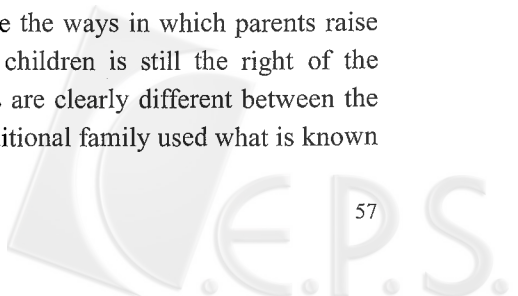 e the ways in which parents raise
children is still the right of the
are clearly different between the
itional family used what is known
57
.C.E.P.S.